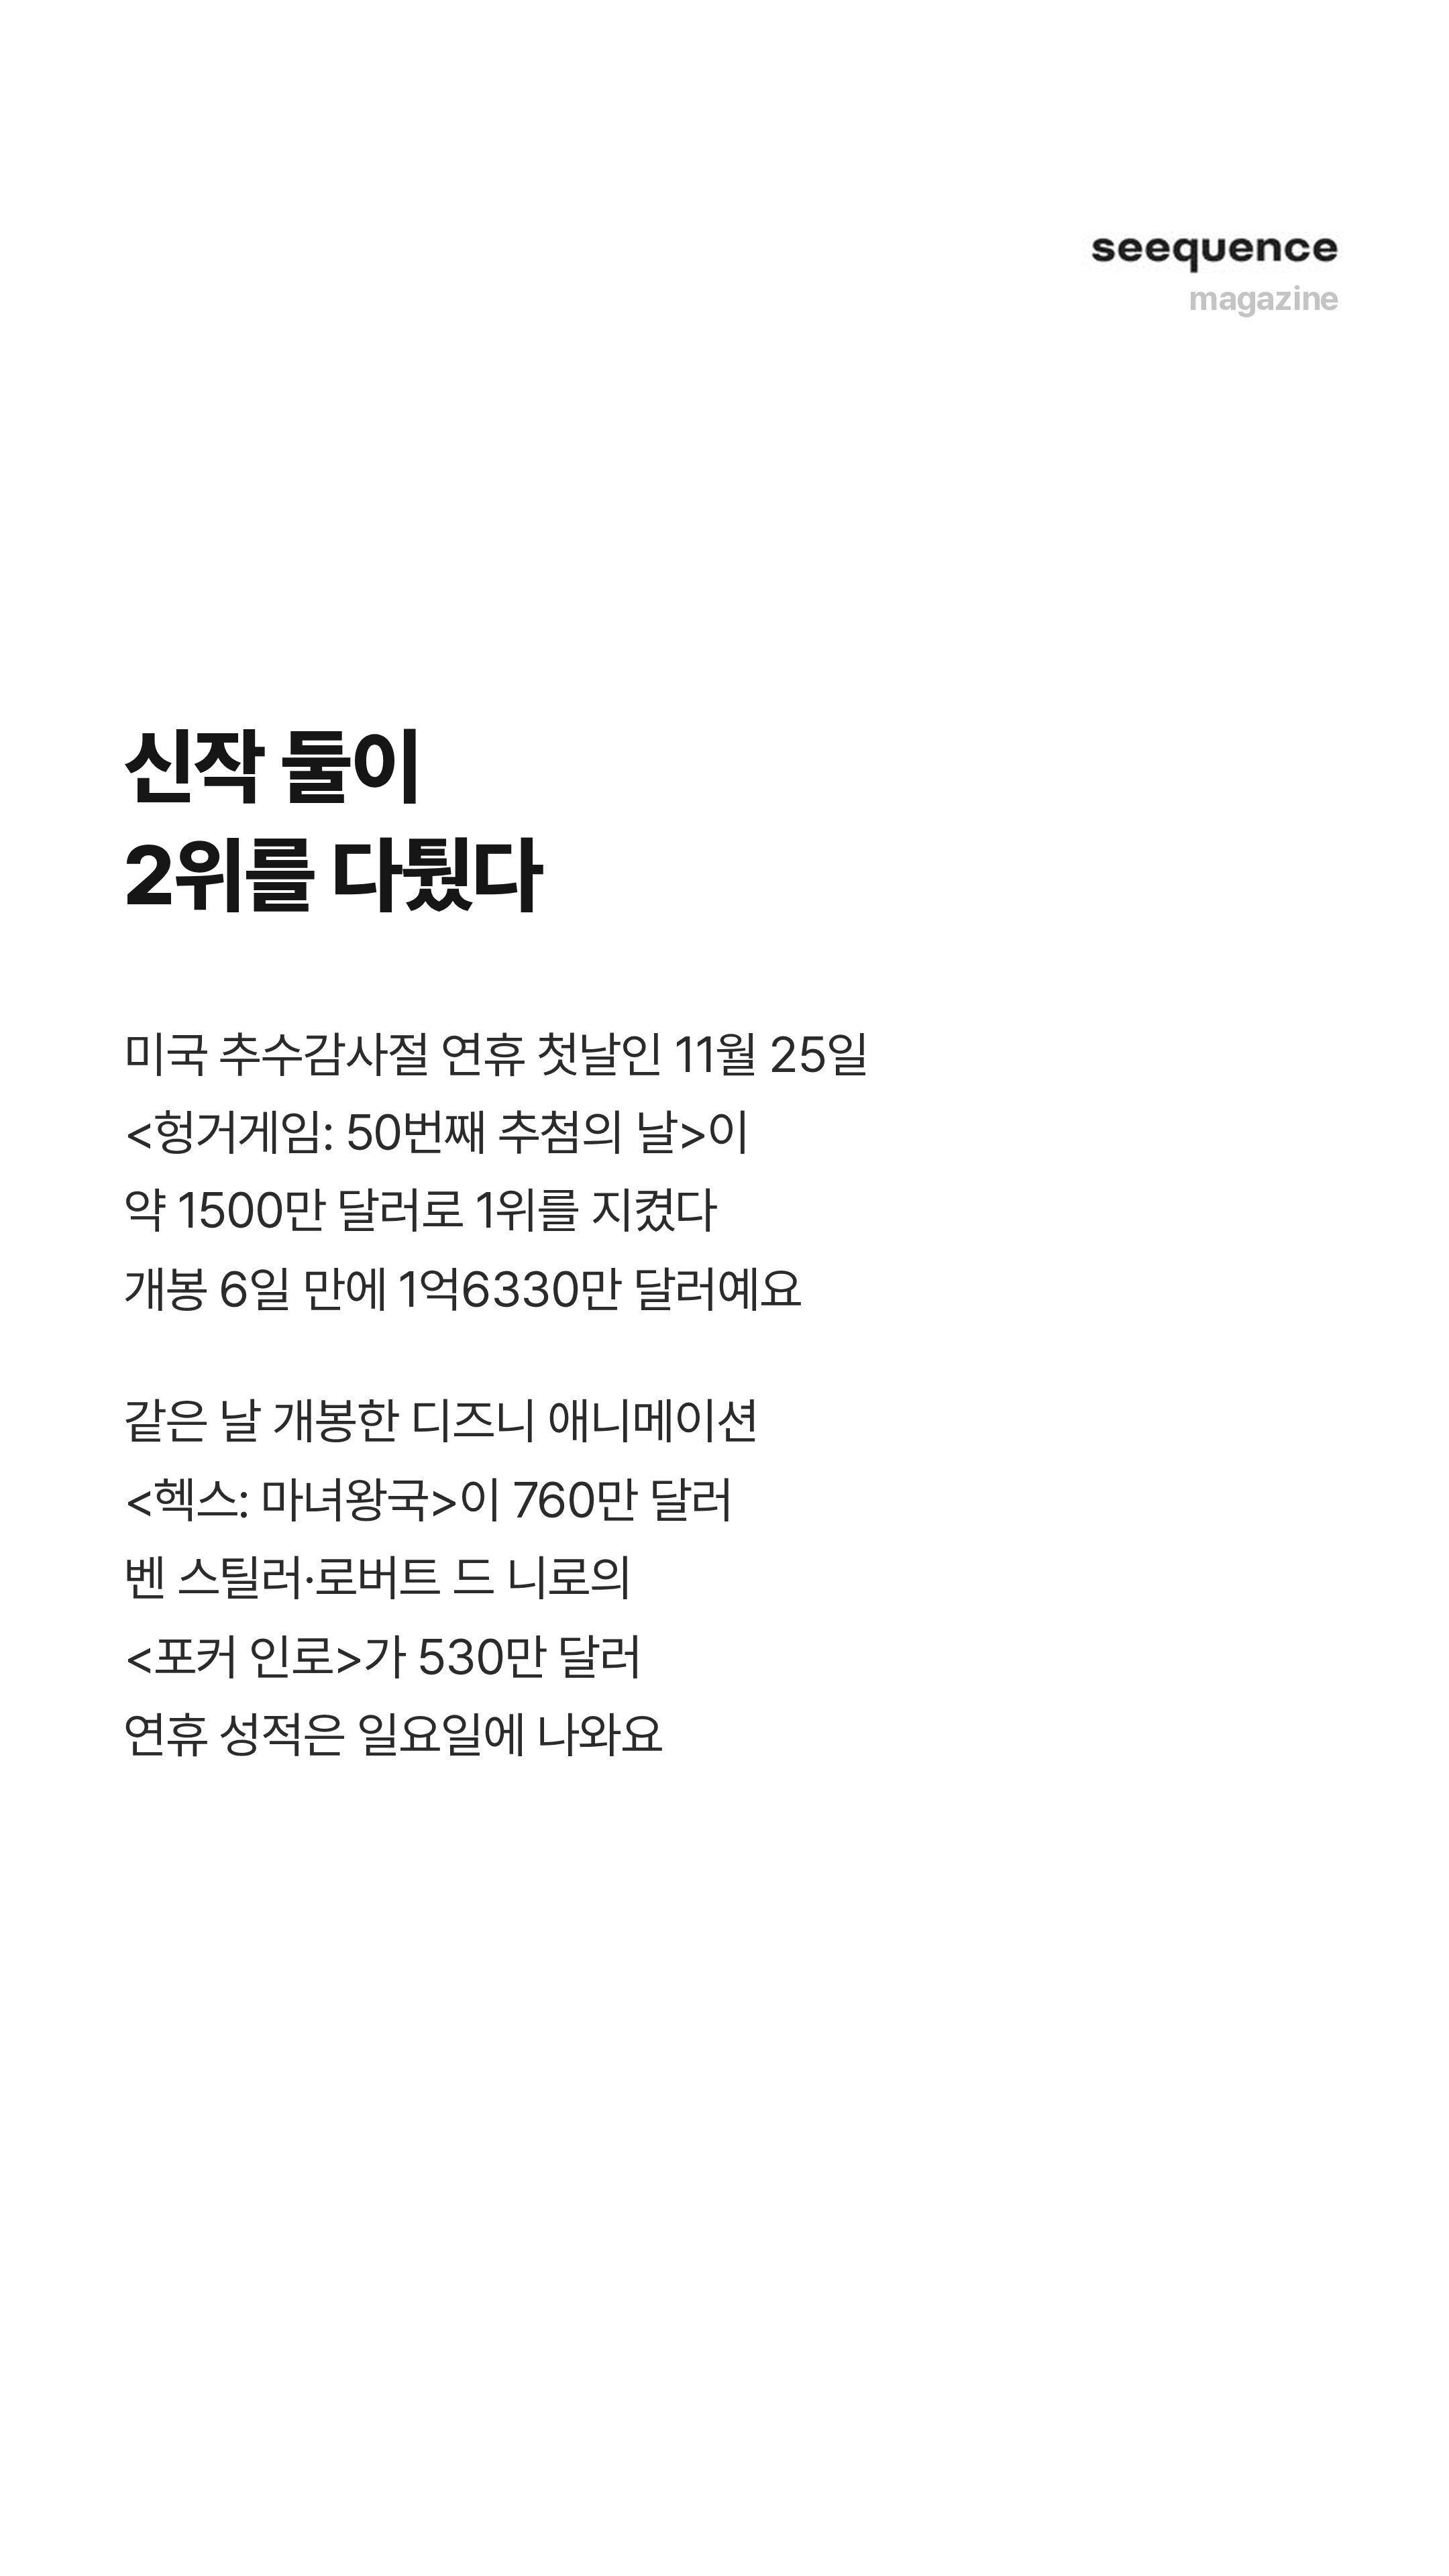 seequence
magazine
신작 둘이
2위를 다퉜다
미국 추수감사절 연휴 첫날인 11월 25일
<헝거게임: 50번째 추첨의 날>이
약 1500만 달러로 1위를 지켰다
개봉 6일 만에 1억6330만 달러예요
같은 날 개봉한 디즈니 애니메이션
<헥스: 마녀왕국>이 760만 달러
벤 스틸러·로버트 드 니로의
<포커 인로>가 530만 달러
연휴 성적은 일요일에 나와요